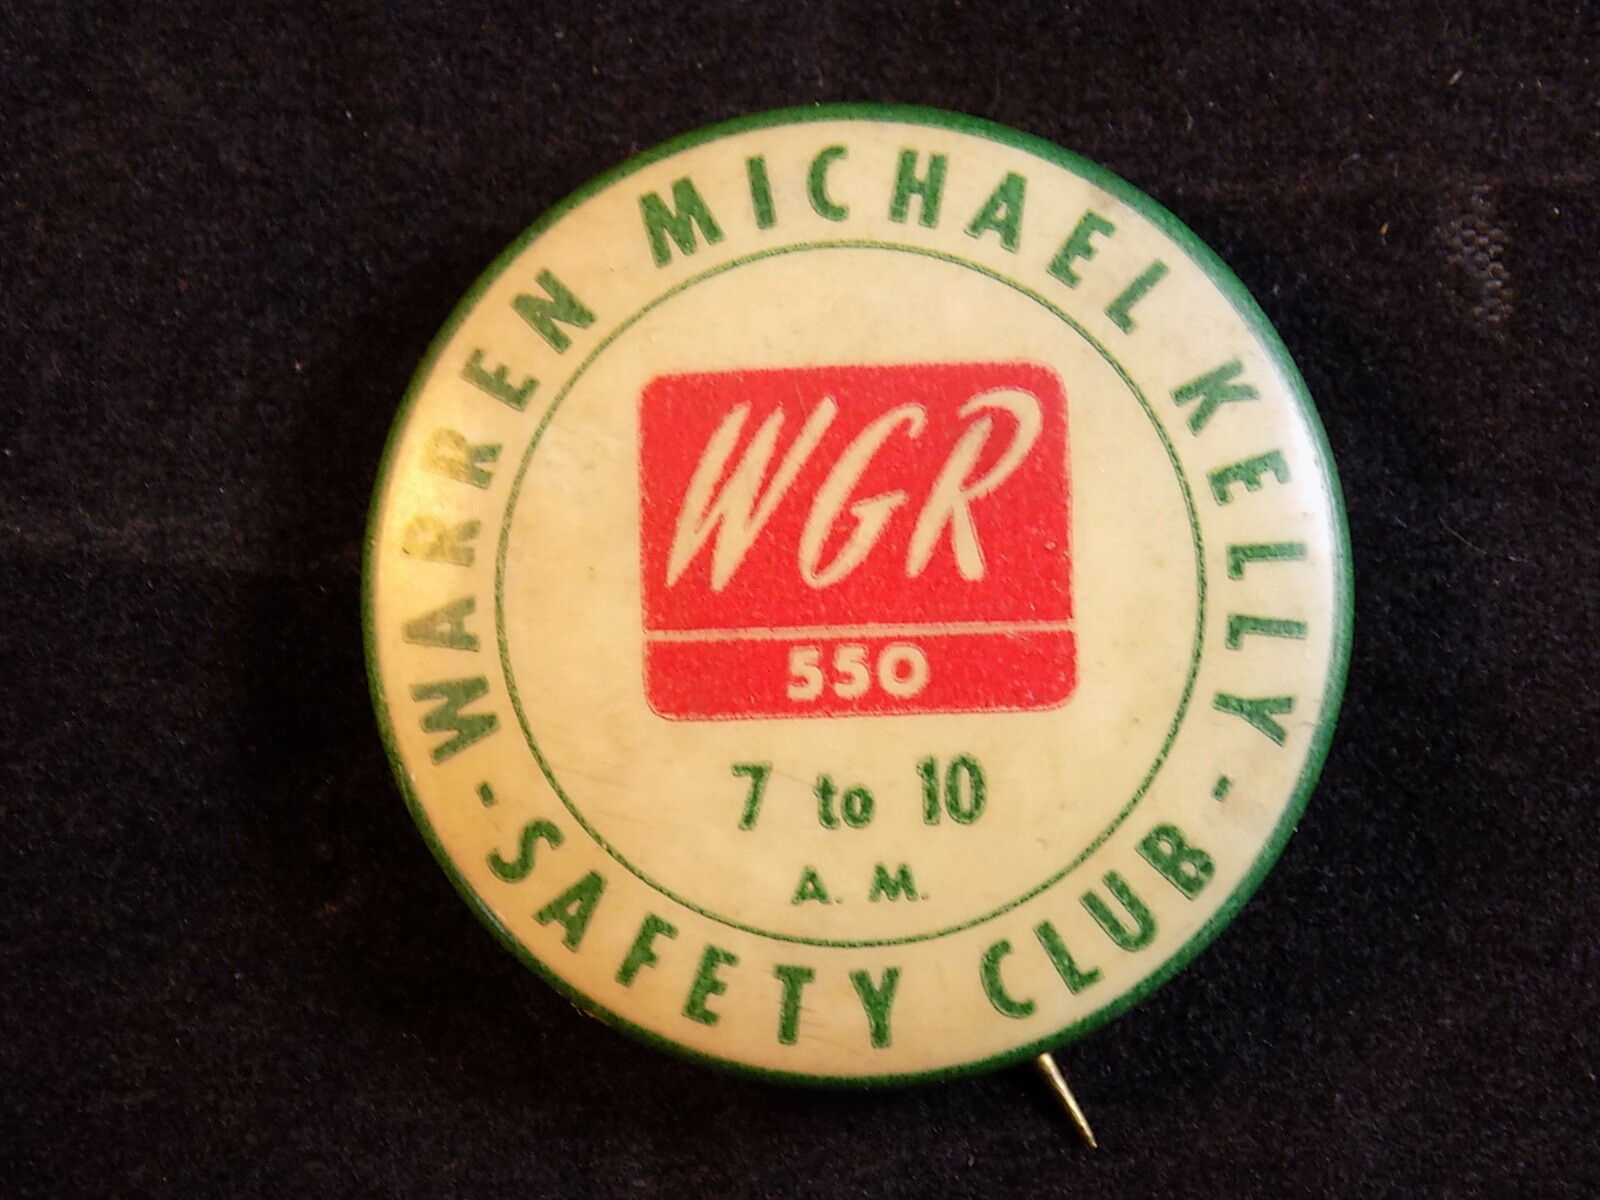 WARREN MICHAEL KELLY
WGR
550
7 to 10
A. M.
- SAFETY CLUB -